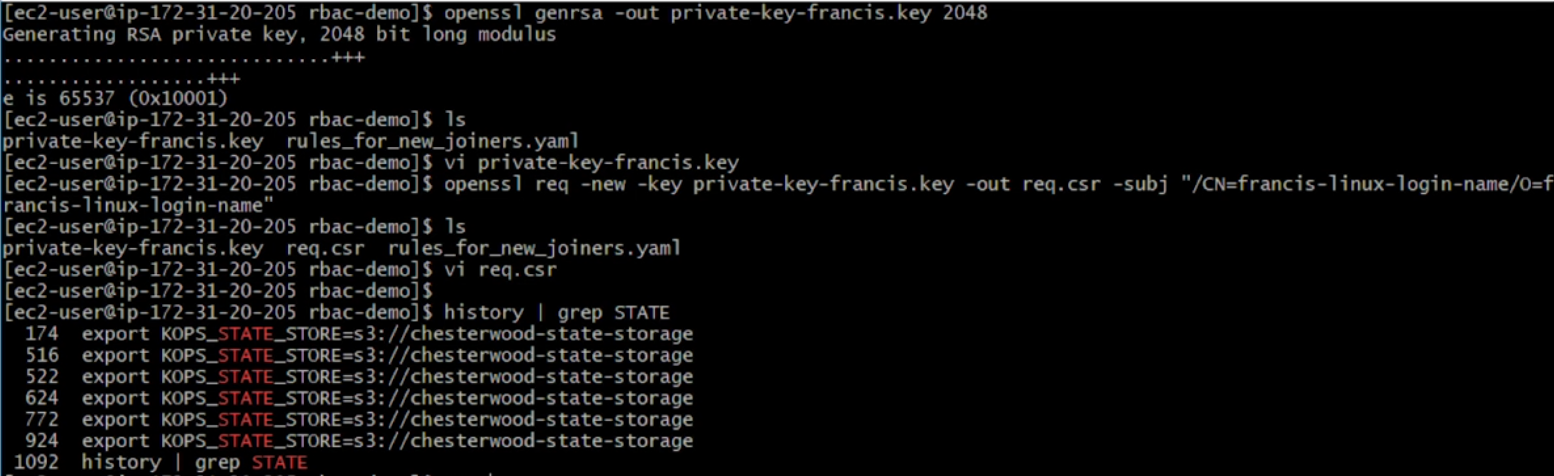 [ec2-user@ip-172-31-20-205 rbac-demo]$ openssl genrsa -out private-key-francis.key 2048
Generating RSA private key, 2048 bit long modulus
.............................+++
..................+++
e is 65537 (0x10001)
[ec2-user@ip-172-31-20-205 rbac-demo]$ ls
private-key-francis.key  rules_for_new_joiners.yaml
[ec2-user@ip-172-31-20-205 rbac-demo]$ vi private-key-francis.key
[ec2-user@ip-172-31-20-205 rbac-demo]$ openssl req -new -key private-key-francis.key -out req.csr -subj "/CN=francis-linux-login-name/O=f
rancis-linux-login-name"
[ec2-user@ip-172-31-20-205 rbac-demo]$ ls
private-key-francis.key  req.csr  rules_for_new_joiners.yaml
[ec2-user@ip-172-31-20-205 rbac-demo]$ vi req.csr
[ec2-user@ip-172-31-20-205 rbac-demo]$
[ec2-user@ip-172-31-20-205 rbac-demo]$ history | grep STATE
174  export KOPS_STATE_STORE=s3://chesterwood-state-storage
516  export KOPS_STATE_STORE=s3://chesterwood-state-storage
522  export KOPS_STATE_STORE=s3://chesterwood-state-storage
624  export KOPS_STATE_STORE=s3://chesterwood-state-storage
772  export KOPS_STATE_STORE=s3://chesterwood-state-storage
924  export KOPS_STATE_STORE=s3://chesterwood-state-storage
1092  history | grep STATE